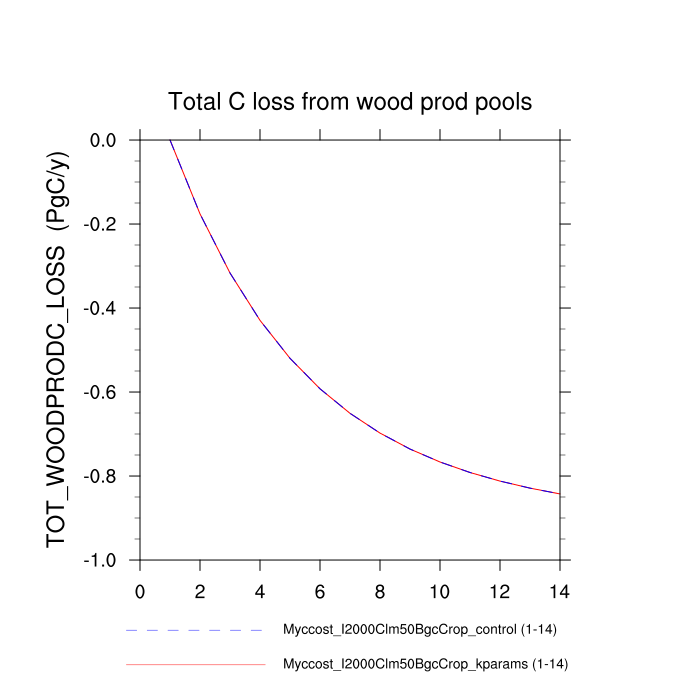 Total C loss from wood prod pools
TOT_WOODPRODC_LOSS (PgC/y)
0.0
-0.2
-0.4
-0.6
-0.8
-1.0
0 2 4 6 8 10 12 14
Myccost_I2000Clm50BgcCrop_control (1-14)
Myccost_I2000Clm50BgcCrop_kparams (1-14)